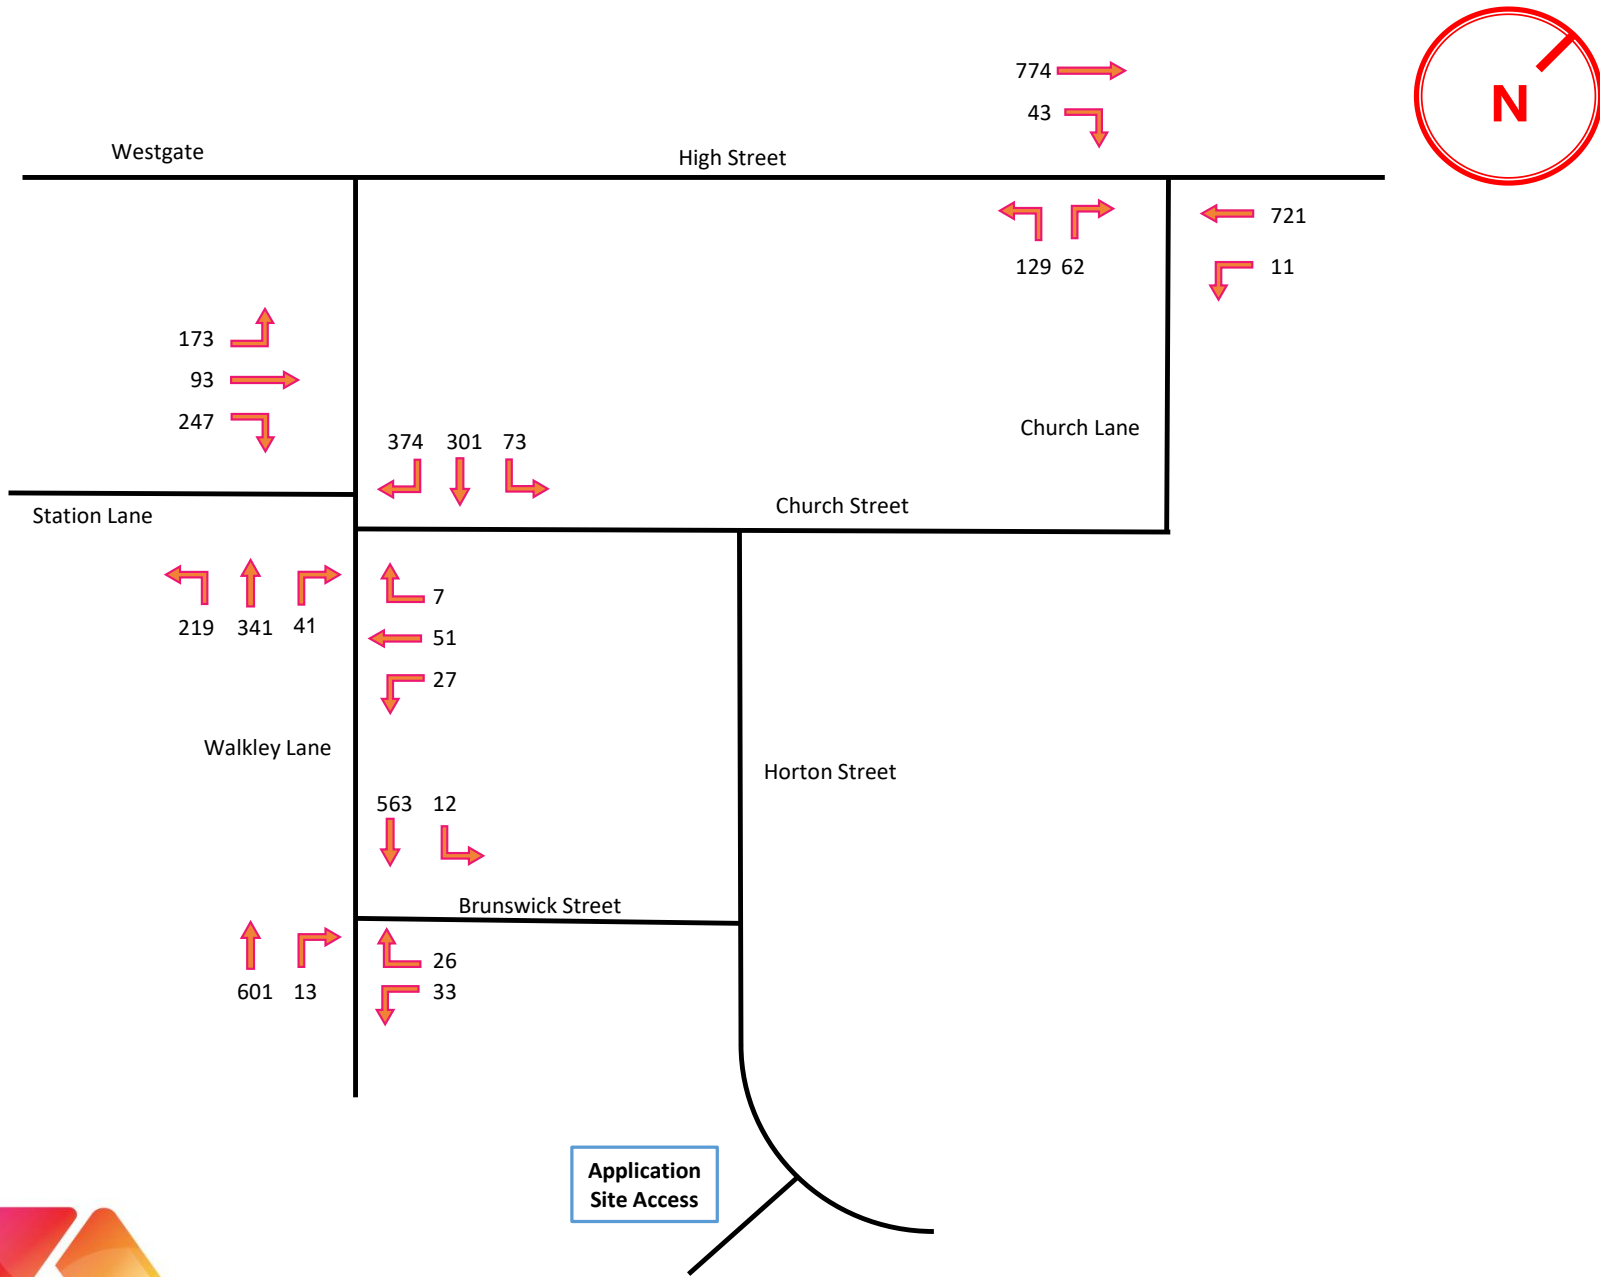 774
43
N
Westgate
High Street
721
129 62
11
173
93
247
374 301 73
Church Lane
Church Street
Station Lane
7
219 341 41
51
27
Walkley Lane
Horton Street
563 12
Brunswick Street
26
601 13
33
Application
Site Access